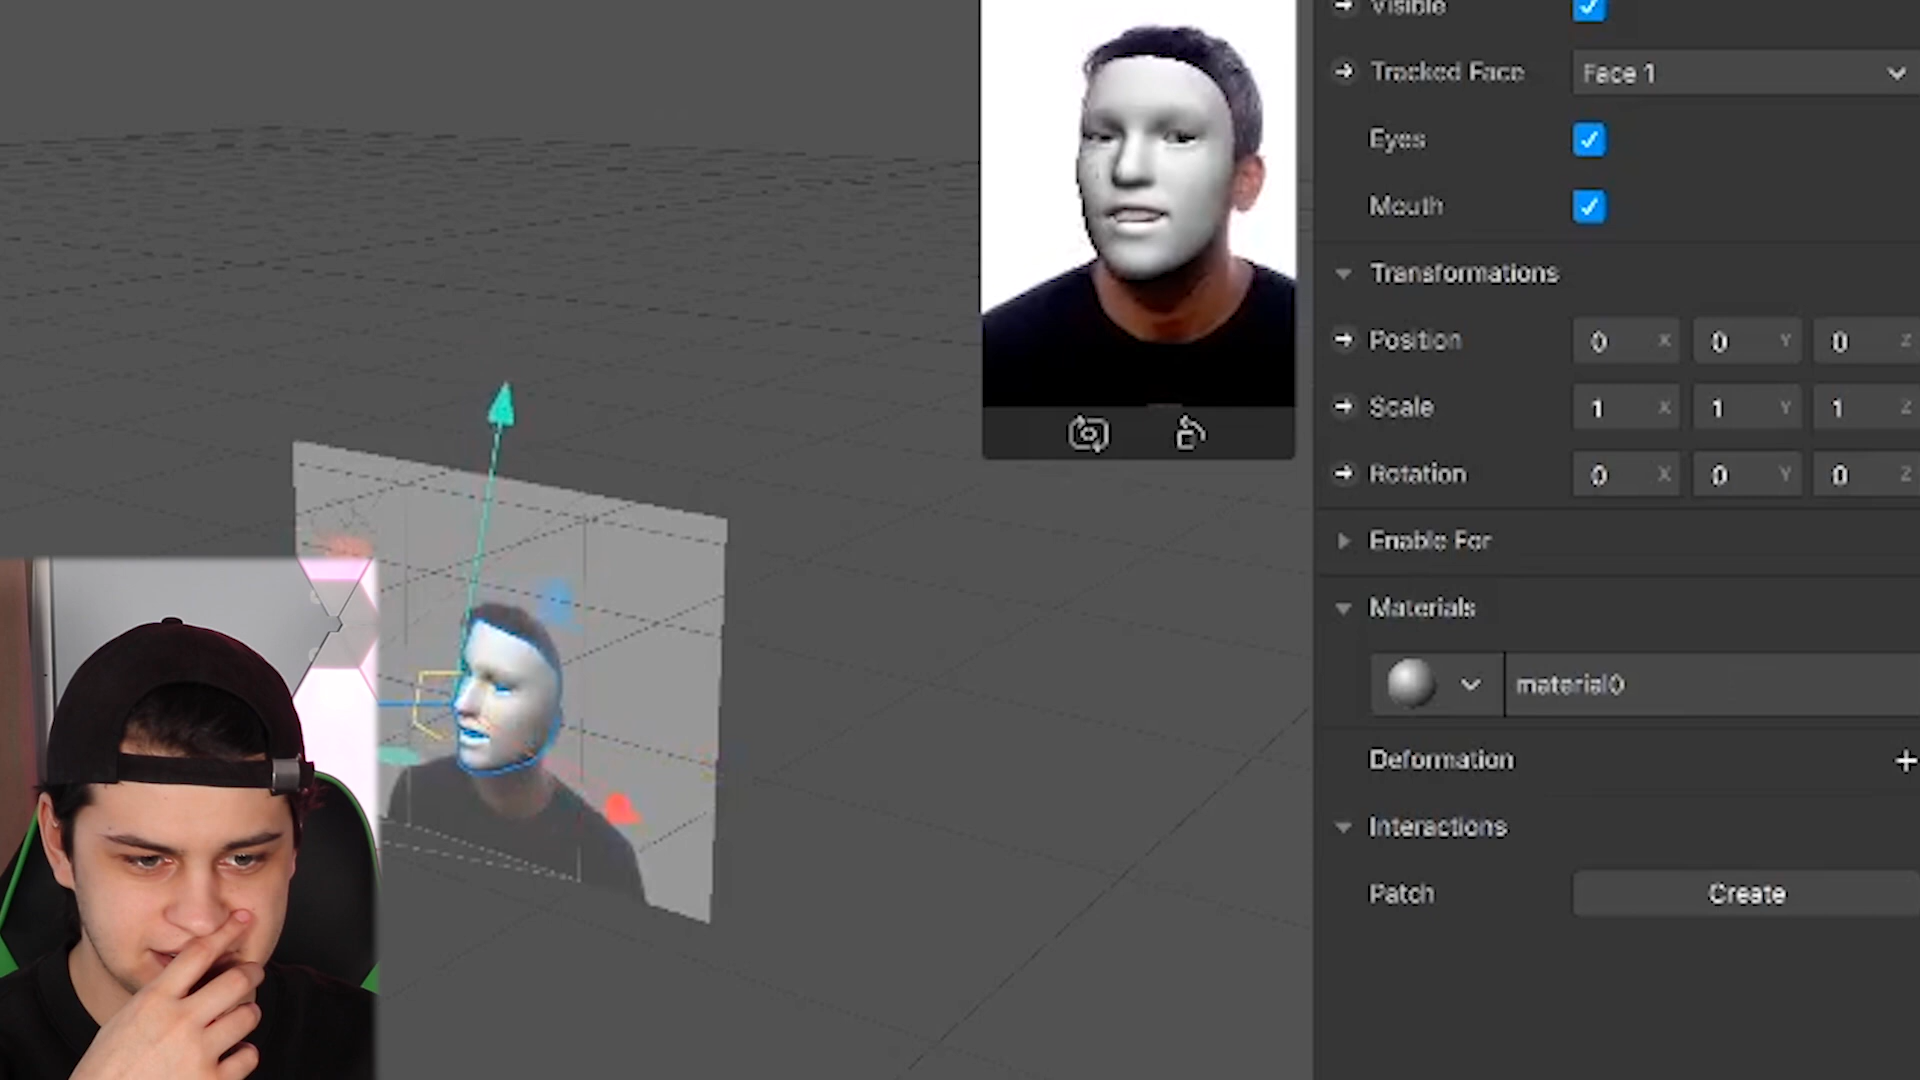 Visible
Tracked Face Face 1
Eyes
Mouth
Transformations
Position 0 X 0 Y 0 Z
Scale 1 X 1 Y 1 Z
Rotation 0 X 0 Y 0 Z
Enable For
Materials
material0
Deformation +
Interactions
Patch Create